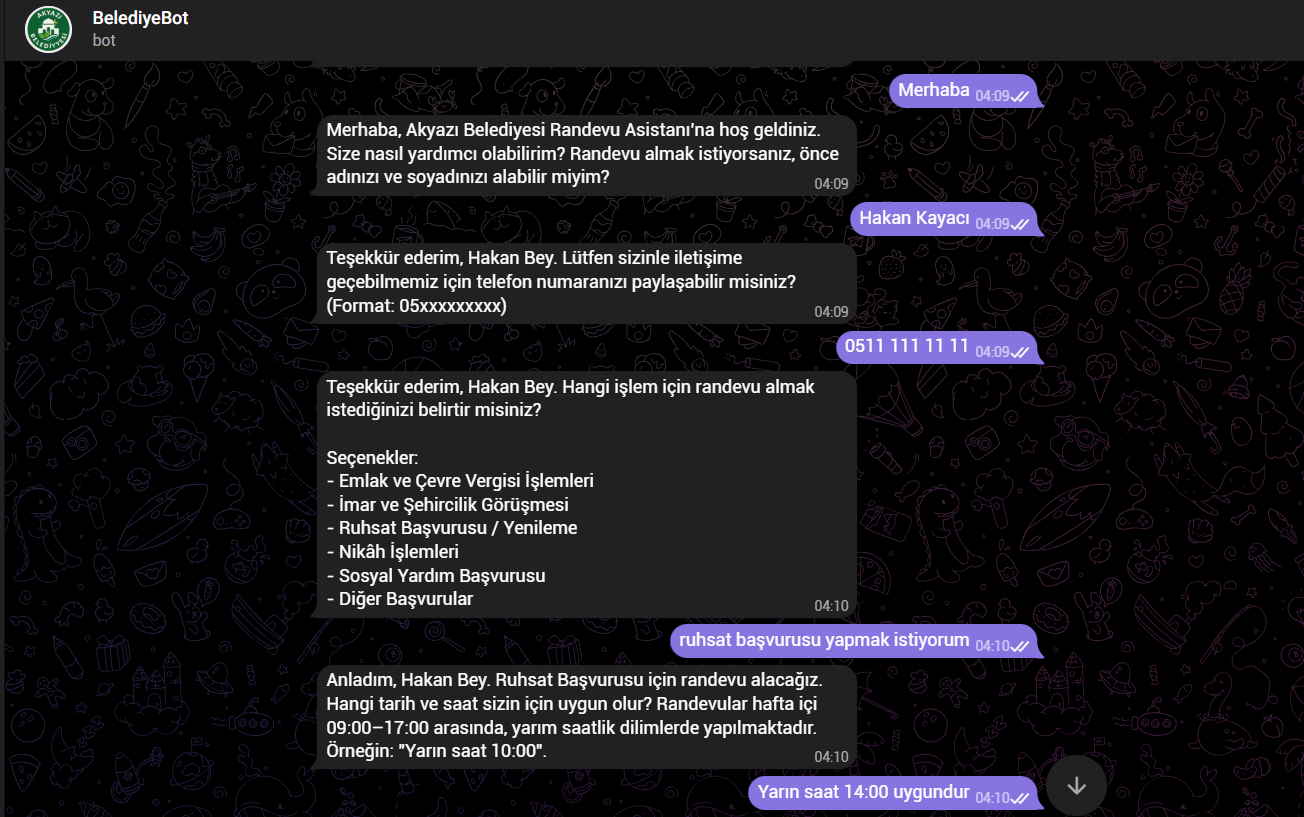 BelediyeBot
bot
AKYAZI
BELEDİYESİ
Merhaba 04:09
Merhaba, Akyazı Belediyesi Randevu Asistanı'na hoş geldiniz.
Size nasıl yardımcı olabilirim? Randevu almak istiyorsanız, önce
adınızı ve soyadınızı alabilir miyim?
04:09
Hakan Kayacı 04:09
Teşekkür ederim, Hakan Bey. Lütfen sizinle iletişime
geçebilmemiz için telefon numaranızı paylaşabilir misiniz?
(Format: 05xxxxxxxxx)
04:09
0511 111 11 11 04:09
Teşekkür ederim, Hakan Bey. Hangi işlem için randevu almak
istediğinizi belirtir misiniz?
Seçenekler:
- Emlak ve Çevre Vergisi İşlemleri
- İmar ve Şehircilik Görüşmesi
- Ruhsat Başvurusu / Yenileme
- Nikâh İşlemleri
- Sosyal Yardım Başvurusu
- Diğer Başvurular
04:10
ruhsat başvurusu yapmak istiyorum 04:10
Anladım, Hakan Bey. Ruhsat Başvurusu için randevu alacağız.
Hangi tarih ve saat sizin için uygun olur? Randevular hafta içi
09:00–17:00 arasında, yarım saatlik dilimlerde yapılmaktadır.
Örneğin: "Yarın saat 10:00".
04:10
Yarın saat 14:00 uygundur 04:10